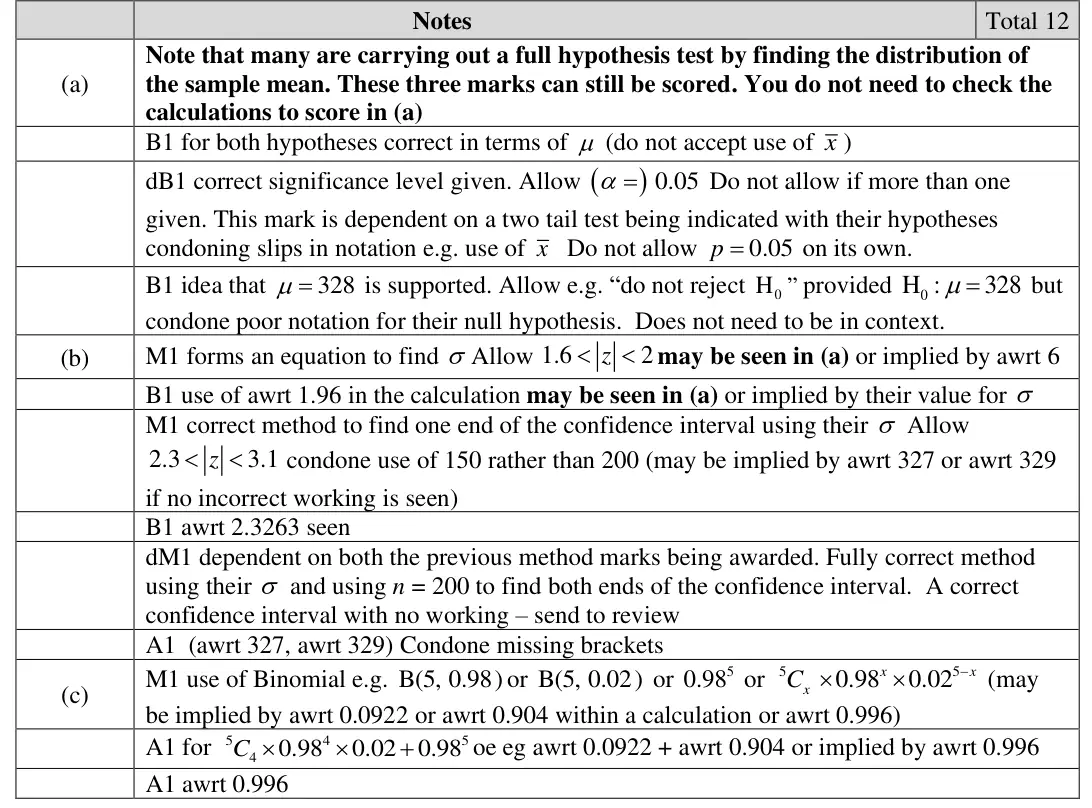 Notes Total 12
Note that many are carrying out a full hypothesis test by finding the distribution of
(a) the sample mean. These three marks can still be scored. You do not need to check the
calculations to score in (a)
B1 for both hypotheses correct in terms of μ (do not accept use of x̄ )
dB1 correct significance level given. Allow (α =) 0.05 Do not allow if more than one
given. This mark is dependent on a two tail test being indicated with their hypotheses
condoning slips in notation e.g. use of x̄ Do not allow p = 0.05 on its own.
B1 idea that μ = 328 is supported. Allow e.g. “do not reject H₀ ” provided H₀ : μ = 328 but
condone poor notation for their null hypothesis. Does not need to be in context.
(b) M1 forms an equation to find σ Allow 1.6 < |z| < 2 may be seen in (a) or implied by awrt 6
B1 use of awrt 1.96 in the calculation may be seen in (a) or implied by their value for σ
M1 correct method to find one end of the confidence interval using their σ Allow
2.3 < |z| < 3.1 condone use of 150 rather than 200 (may be implied by awrt 327 or awrt 329
if no incorrect working is seen)
B1 awrt 2.3263 seen
dM1 dependent on both the previous method marks being awarded. Fully correct method
using their σ and using n = 200 to find both ends of the confidence interval. A correct
confidence interval with no working – send to review
A1 (awrt 327, awrt 329) Condone missing brackets
(c) M1 use of Binomial e.g. B(5, 0.98) or B(5, 0.02 ) or 0.98⁵ or ⁵Cₓ × 0.98ˣ × 0.02⁵⁻ˣ (may
be implied by awrt 0.0922 or awrt 0.904 within a calculation or awrt 0.996)
A1 for ⁵C₄ × 0.98⁴ × 0.02 + 0.98⁵ oe eg awrt 0.0922 + awrt 0.904 or implied by awrt 0.996
A1 awrt 0.996